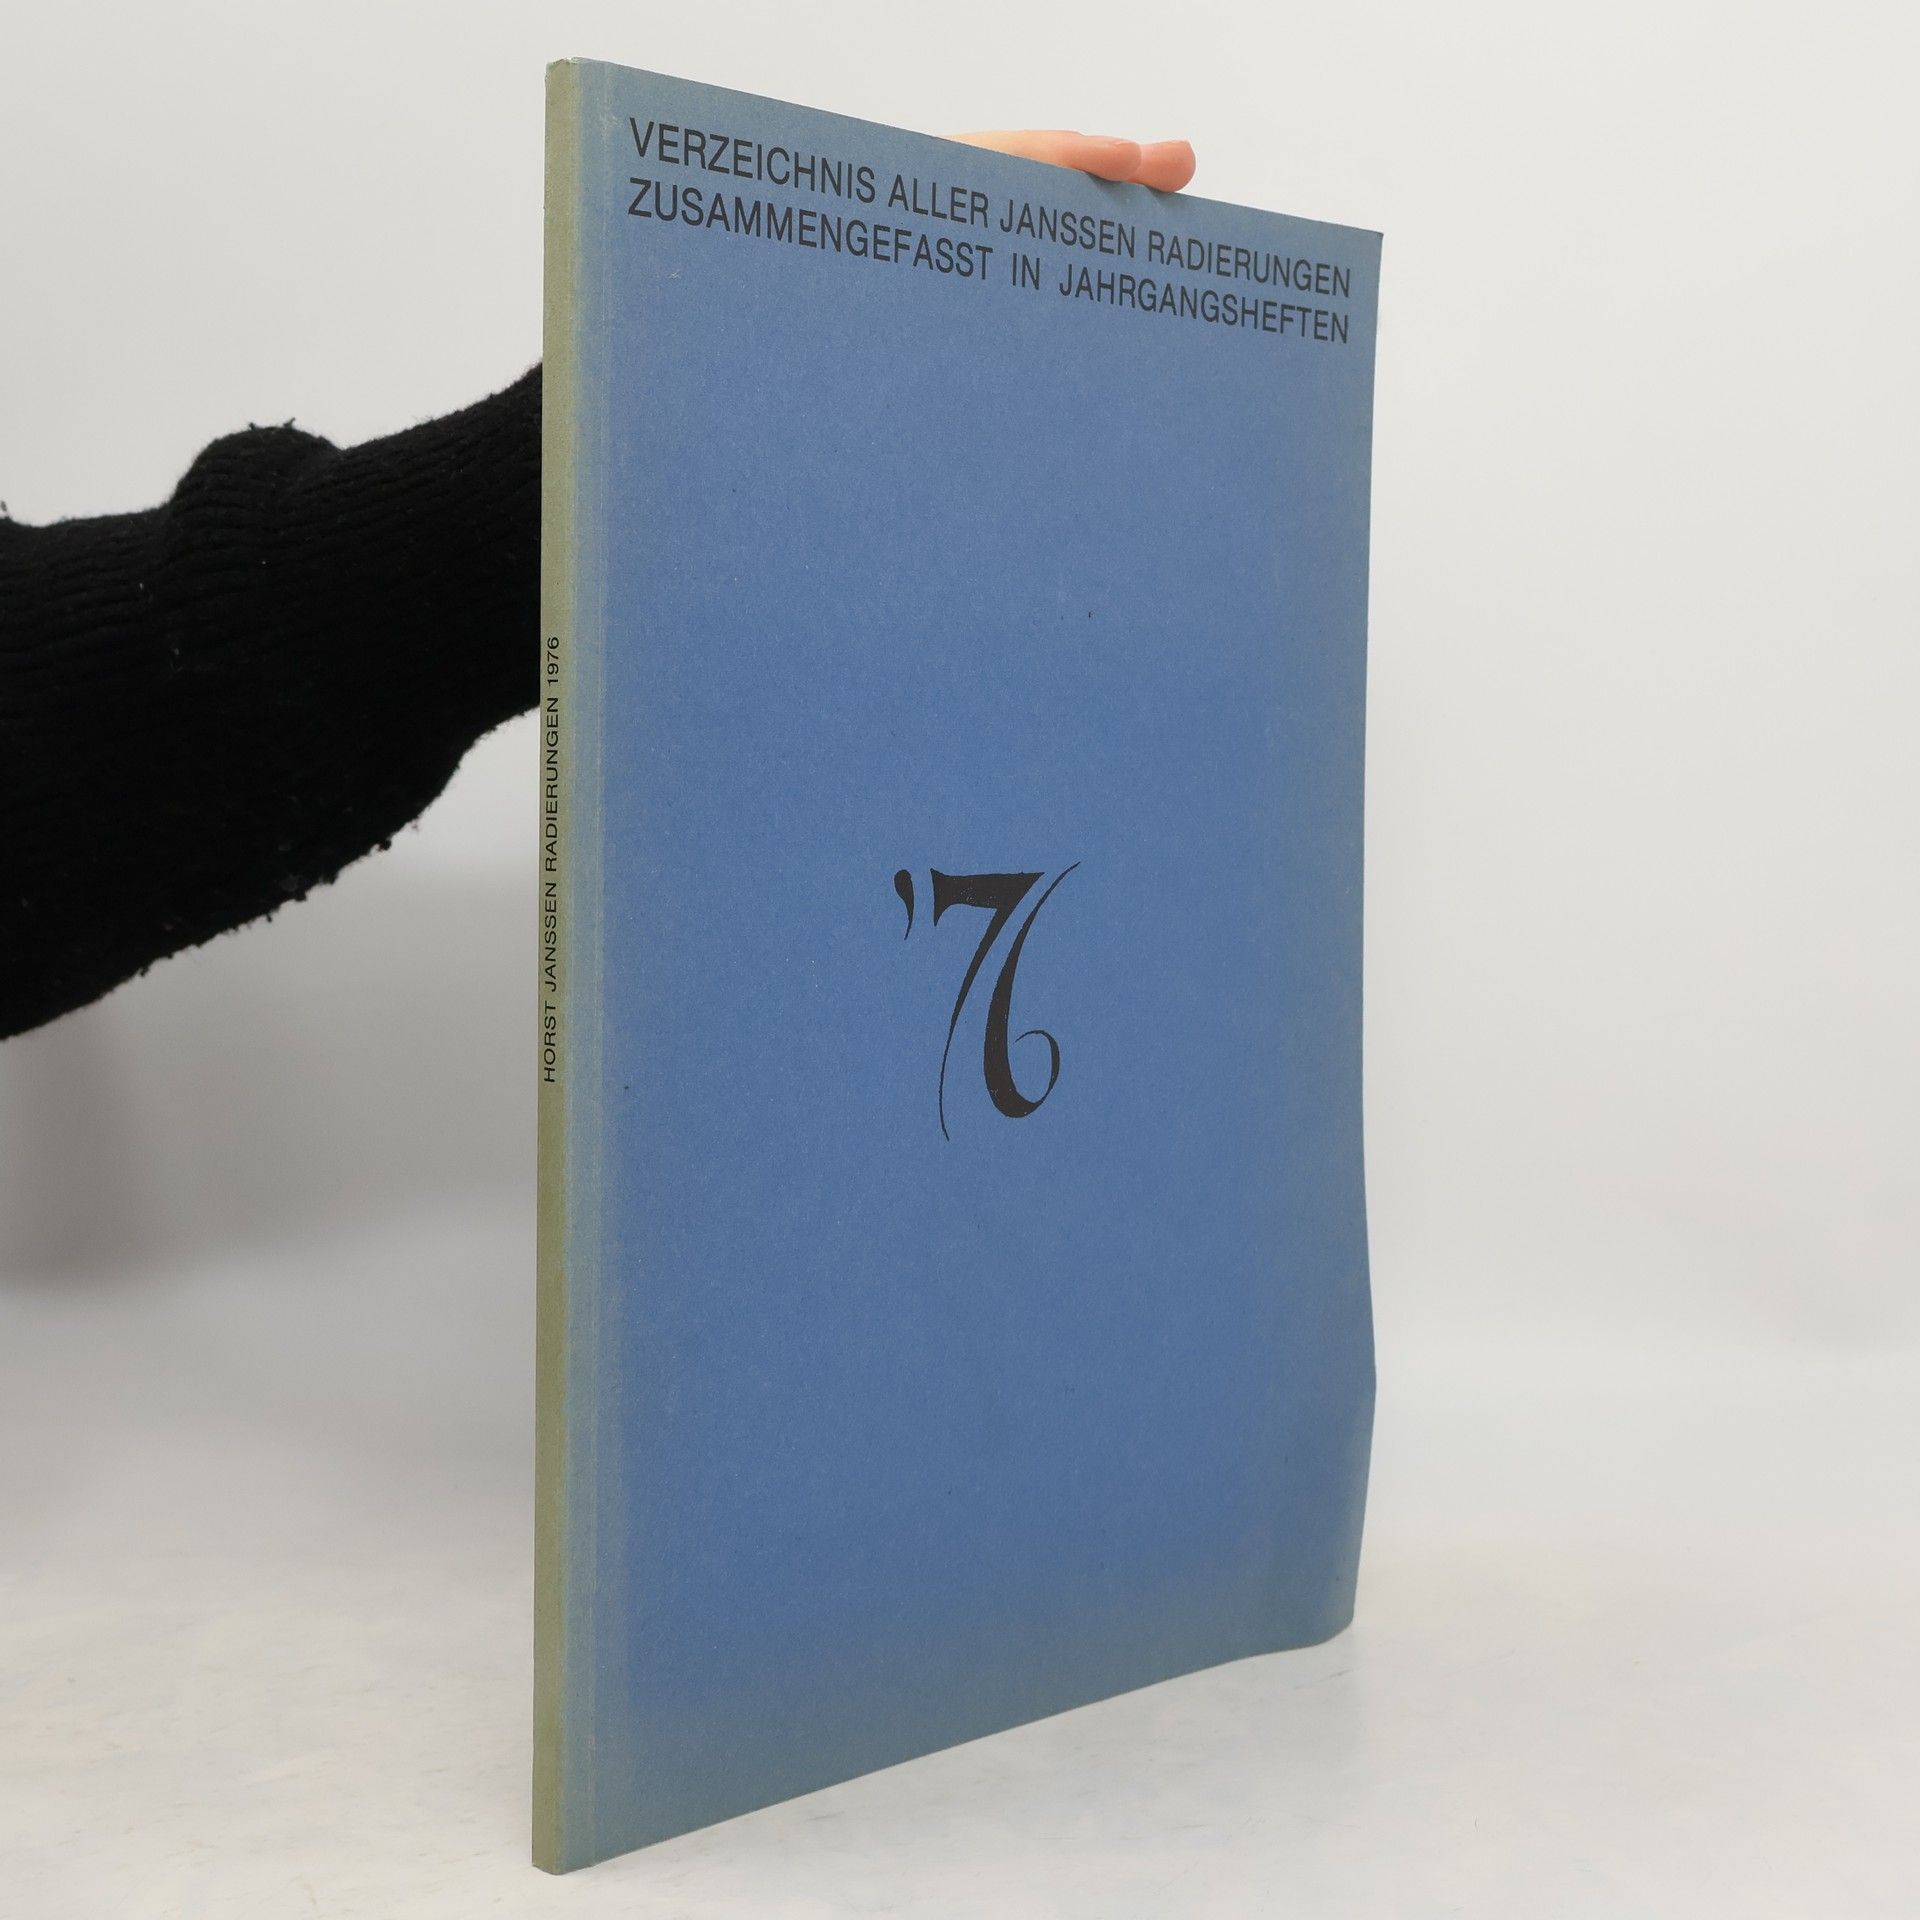 VERZEICHNIS ALLER JANSSEN RADIERUNGEN
ZUSAMMENGEFASST IN JAHRGANGSHEFTEN
'76
HORST JANSSEN RADIERUNGEN 1976